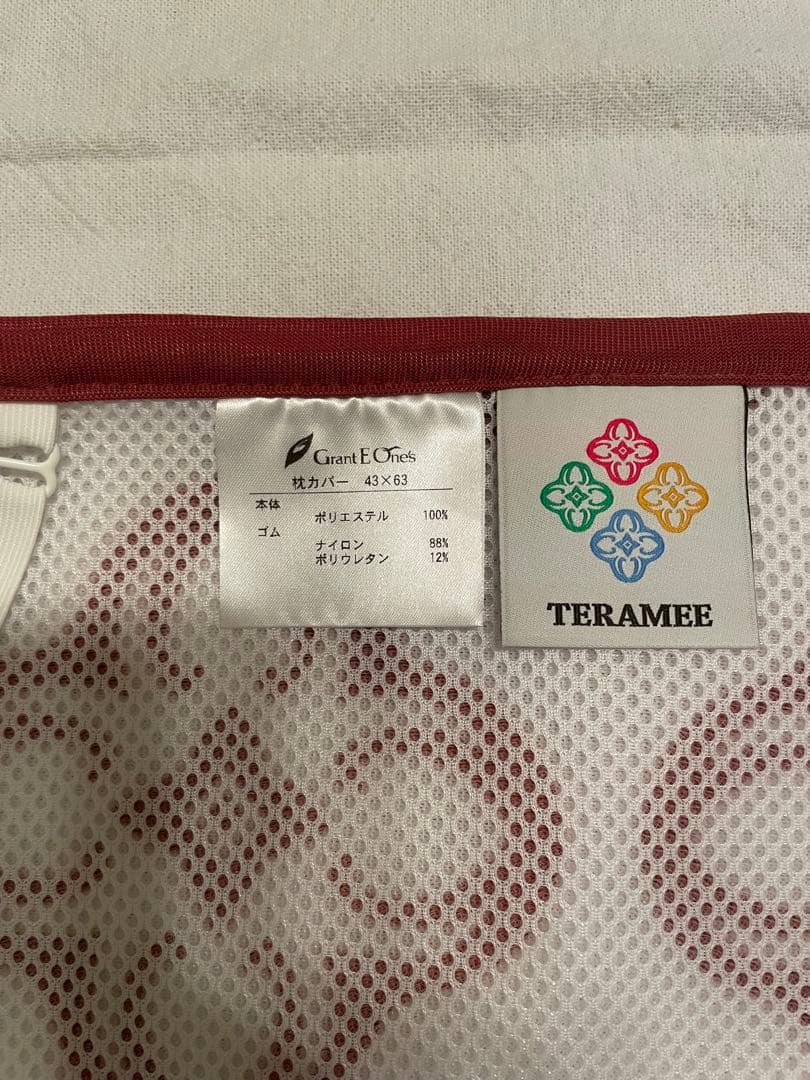 Grant E One's
枕カバー 43×63
本体
ポリエステル 100%
ゴム
ナイロン 88%
ポリウレタン 12%
TERAMEE